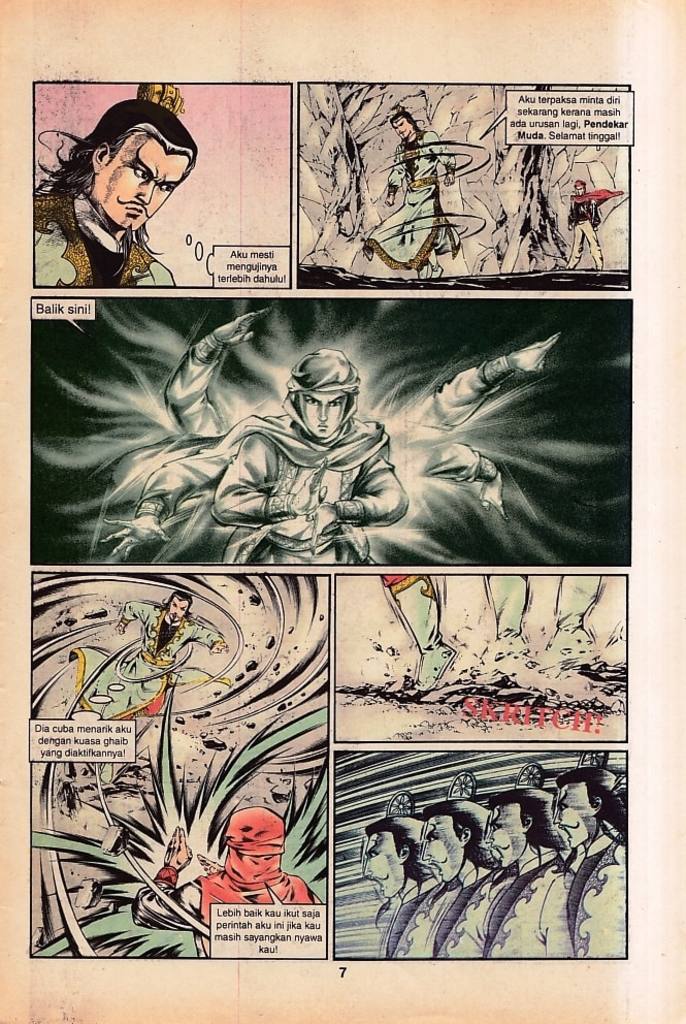 Aku mesti
mengujinya
terlebih dahulu!
Aku terpaksa minta diri
sekarang kerana masih
ada urusan lagi, Pendekar
Muda. Selamat tinggal!
Balik sini!
Dia cuba menarik aku
dengan kuasa ghaib
yang diaktifkannya!
Lebih baik kau ikut saja
perintah aku ini jika kau
masih sayangkan nyawa
kau!
SKRITCH!
7